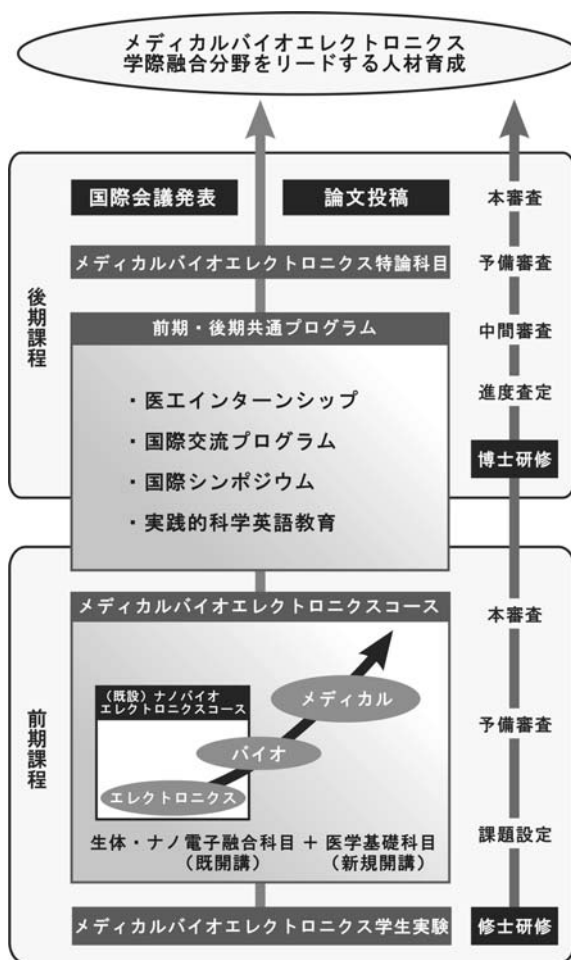 メディカルバイオエレクトロニクス
学際融合分野をリードする人材育成
後期課程
国際会議発表
論文投稿
メディカルバイオエレクトロニクス特論科目
前期・後期共通プログラム
・医工インターンシップ
・国際交流プログラム
・国際シンポジウム
・実践的科学英語教育
本審査
予備審査
中間審査
進度査定
博士研修
前期課程
メディカルバイオエレクトロニクスコース
（既設）ナノバイオ
エレクトロニクスコース
メディカル
バイオ
エレクトロニクス
生体・ナノ電子融合科目 + 医学基礎科目
（既開講）　（新規開講）
メディカルバイオエレクトロニクス学生実験
本審査
予備審査
課題設定
修士研修